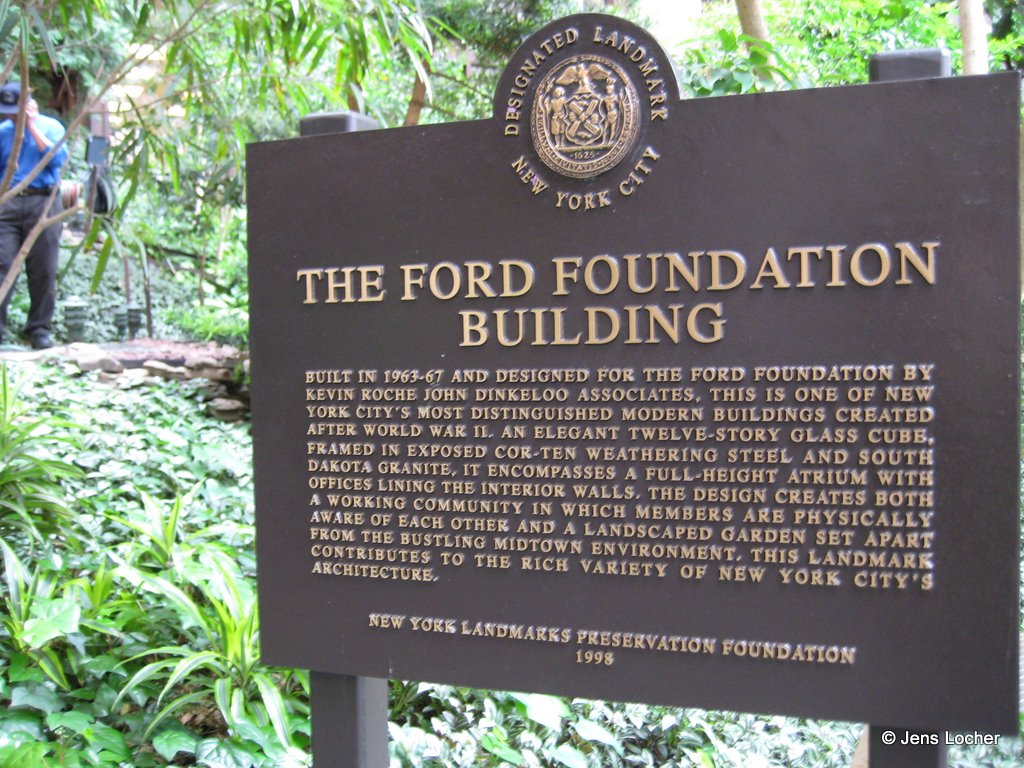 DESIGNATED LANDMARK
NEW YORK CITY
1625
THE FORD FOUNDATION
BUILDING
BUILT IN 1963-67 AND DESIGNED FOR THE FORD FOUNDATION BY
KEVIN ROCHE JOHN DINKELOO ASSOCIATES, THIS IS ONE OF NEW
YORK CITY'S MOST DISTINGUISHED MODERN BUILDINGS CREATED
AFTER WORLD WAR II. AN ELEGANT TWELVE-STORY GLASS CUBE,
FRAMED IN EXPOSED COR-TEN WEATHERING STEEL AND SOUTH
DAKOTA GRANITE, IT ENCOMPASSES A FULL-HEIGHT ATRIUM WITH
OFFICES LINING THE INTERIOR WALLS. THE DESIGN CREATES BOTH
A WORKING COMMUNITY IN WHICH MEMBERS ARE PHYSICALLY
AWARE OF EACH OTHER AND A LANDSCAPED GARDEN SET APART
FROM THE BUSTLING MIDTOWN ENVIRONMENT. THIS LANDMARK
CONTRIBUTES TO THE RICH VARIETY OF NEW YORK CITY'S
ARCHITECTURE.
NEW YORK LANDMARKS PRESERVATION FOUNDATION
1998
© Jens Locher